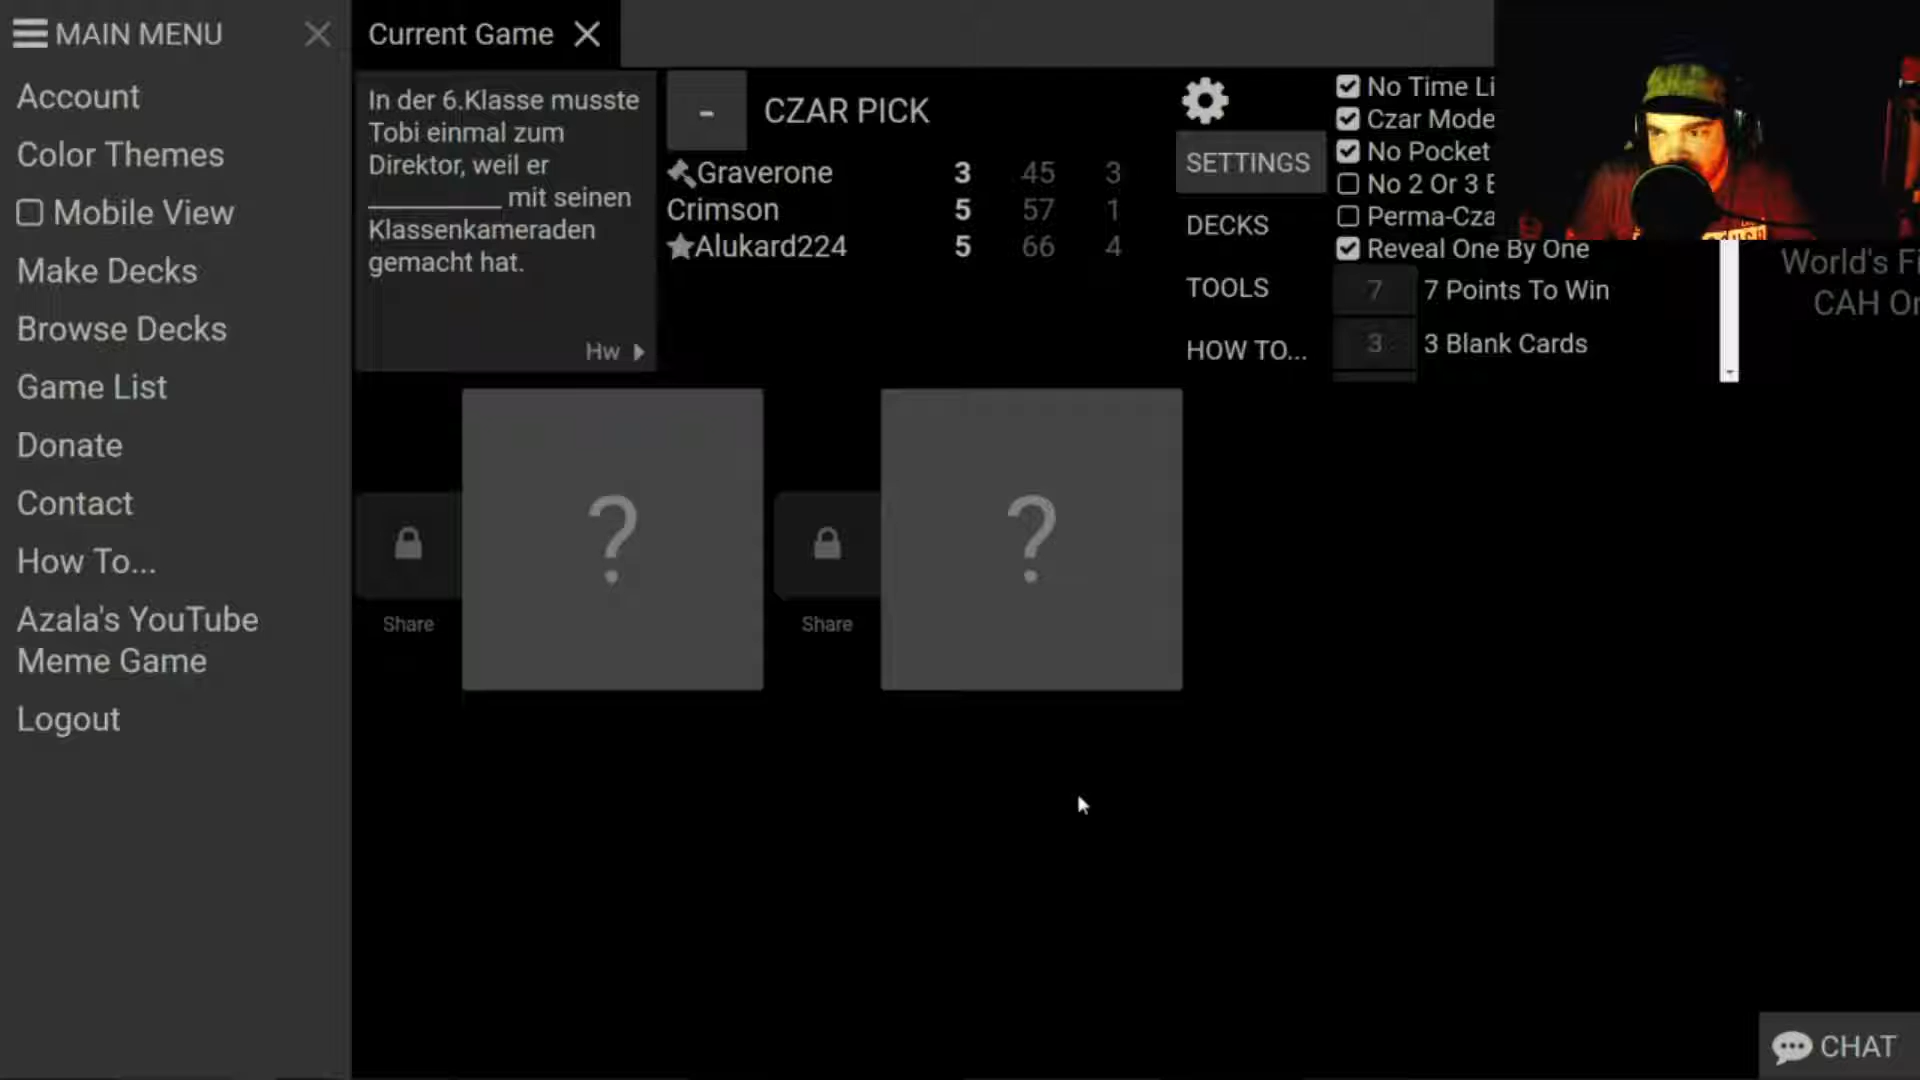 MAIN MENU
Account
Color Themes
Mobile View
Make Decks
Browse Decks
Game List
Donate
Contact
How To...
Azala's YouTube
Meme Game
Logout
Current Game
In der 6.Klasse musste
Tobi einmal zum
Direktor, weil er
__________ mit seinen
Klassenkameraden
gemacht hat.
Hw
-
CZAR PICK
Graverone 3 45 3
Crimson 5 57 1
Alukard224 5 66 4
SETTINGS
DECKS
TOOLS
HOW TO...
No Time Li
Czar Mode
No Pocket
No 2 Or 3 B
Perma-Cza
Reveal One By One
7 7 Points To Win
3 3 Blank Cards
World's Fi
CAH On
?
?
Share
Share
CHAT